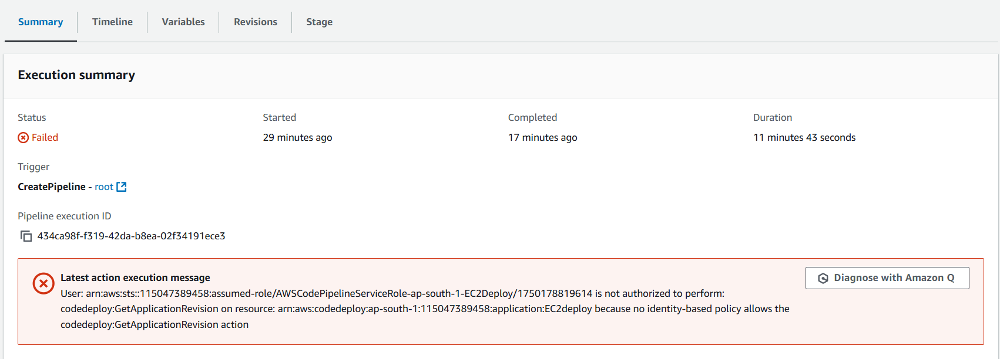 Summary Timeline Variables Revisions Stage
Execution summary
Status Started Completed Duration
Failed 29 minutes ago 17 minutes ago 11 minutes 43 seconds
Trigger
CreatePipeline - root
Pipeline execution ID
434ca98f-f319-42da-b8ea-02f34191ece3
Latest action execution message
Diagnose with Amazon Q
User: arn:aws:sts::115047389458:assumed-role/AWSCodePipelineServiceRole-ap-south-1-EC2Deploy/1750178819614 is not authorized to perform:
codedeploy:GetApplicationRevision on resource: arn:aws:codedeploy:ap-south-1:115047389458:application:EC2deploy because no identity-based policy allows the
codedeploy:GetApplicationRevision action